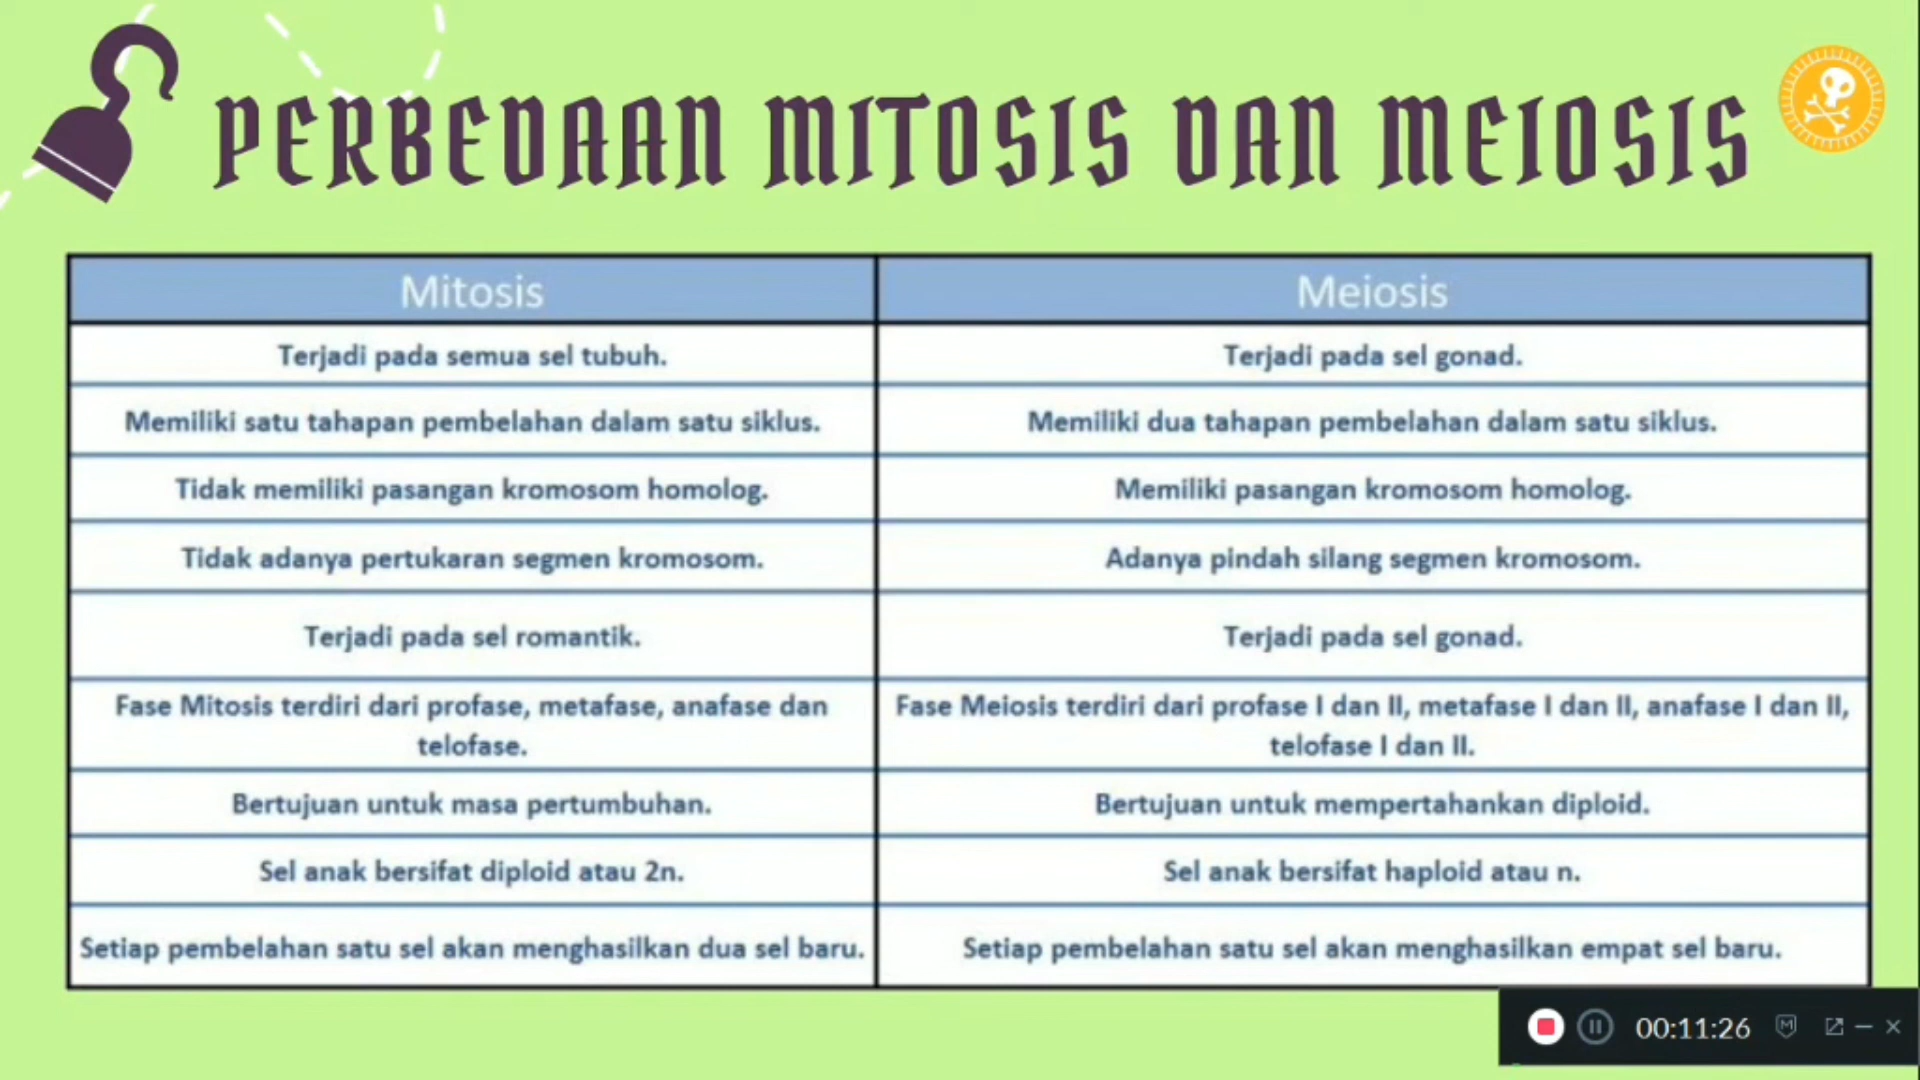 PERBEDAAN MITOSIS DAN MEIOSIS
Mitosis
Meiosis
Terjadi pada semua sel tubuh.
Terjadi pada sel gonad.
Memiliki satu tahapan pembelahan dalam satu siklus.
Memiliki dua tahapan pembelahan dalam satu siklus.
Tidak memiliki pasangan kromosom homolog.
Memiliki pasangan kromosom homolog.
Tidak adanya pertukaran segmen kromosom.
Adanya pindah silang segmen kromosom.
Terjadi pada sel romantik.
Terjadi pada sel gonad.
Fase Mitosis terdiri dari profase, metafase, anafase dan
telofase.
Fase Meiosis terdiri dari profase I dan II, metafase I dan II, anafase I dan II,
telofase I dan II.
Bertujuan untuk masa pertumbuhan.
Bertujuan untuk mempertahankan diploid.
Sel anak bersifat diploid atau 2n.
Sel anak bersifat haploid atau n.
Setiap pembelahan satu sel akan menghasilkan dua sel baru.
Setiap pembelahan satu sel akan menghasilkan empat sel baru.
00:11:26